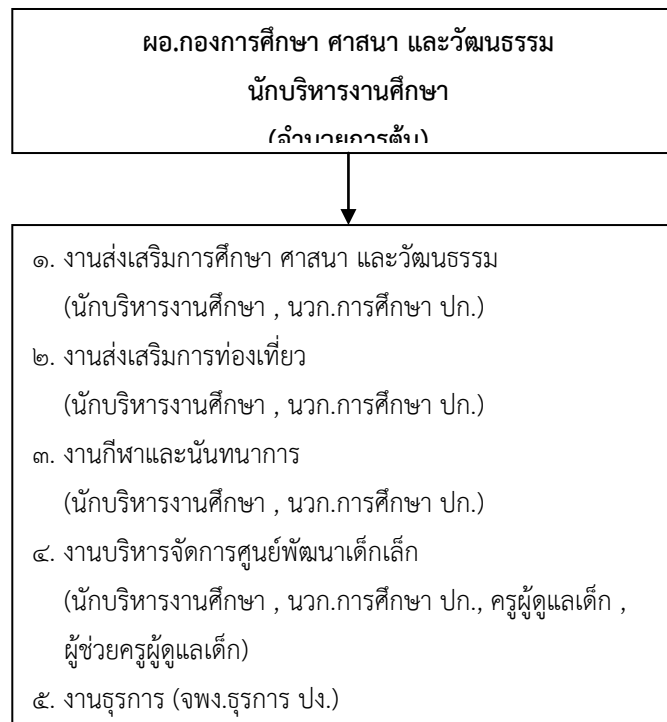 ผอ.กองการศึกษา ศาสนา และวัฒนธรรม
นักบริหารงานศึกษา
(อำนวยการต้น)
๑. งานส่งเสริมการศึกษา ศาสนา และวัฒนธรรม
(นักบริหารงานศึกษา , นวก.การศึกษา ปก.)
๒. งานส่งเสริมการท่องเที่ยว
(นักบริหารงานศึกษา , นวก.การศึกษา ปก.)
๓. งานกีฬาและนันทนาการ
(นักบริหารงานศึกษา , นวก.การศึกษา ปก.)
๔. งานบริหารจัดการศูนย์พัฒนาเด็กเล็ก
(นักบริหารงานศึกษา , นวก.การศึกษา ปก., ครูผู้ดูแลเด็ก ,
ผู้ช่วยครูผู้ดูแลเด็ก)
๕. งานธุรการ (จพง.ธุรการ ปง.)